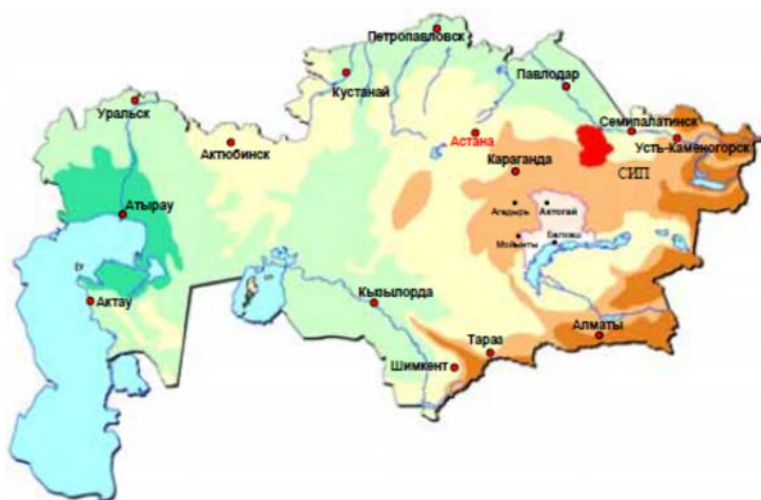 Петропавловск
Кустанай
Павлодар
Уральск
Актюбинск
Астана
Семипалатинск
Усть-Каменогорск
Караганда
СИП
Агадырь
Актогай
Атырау
Мойынты
Балхаш
Актау
Кызылорда
Алматы
Тараз
Шимкент